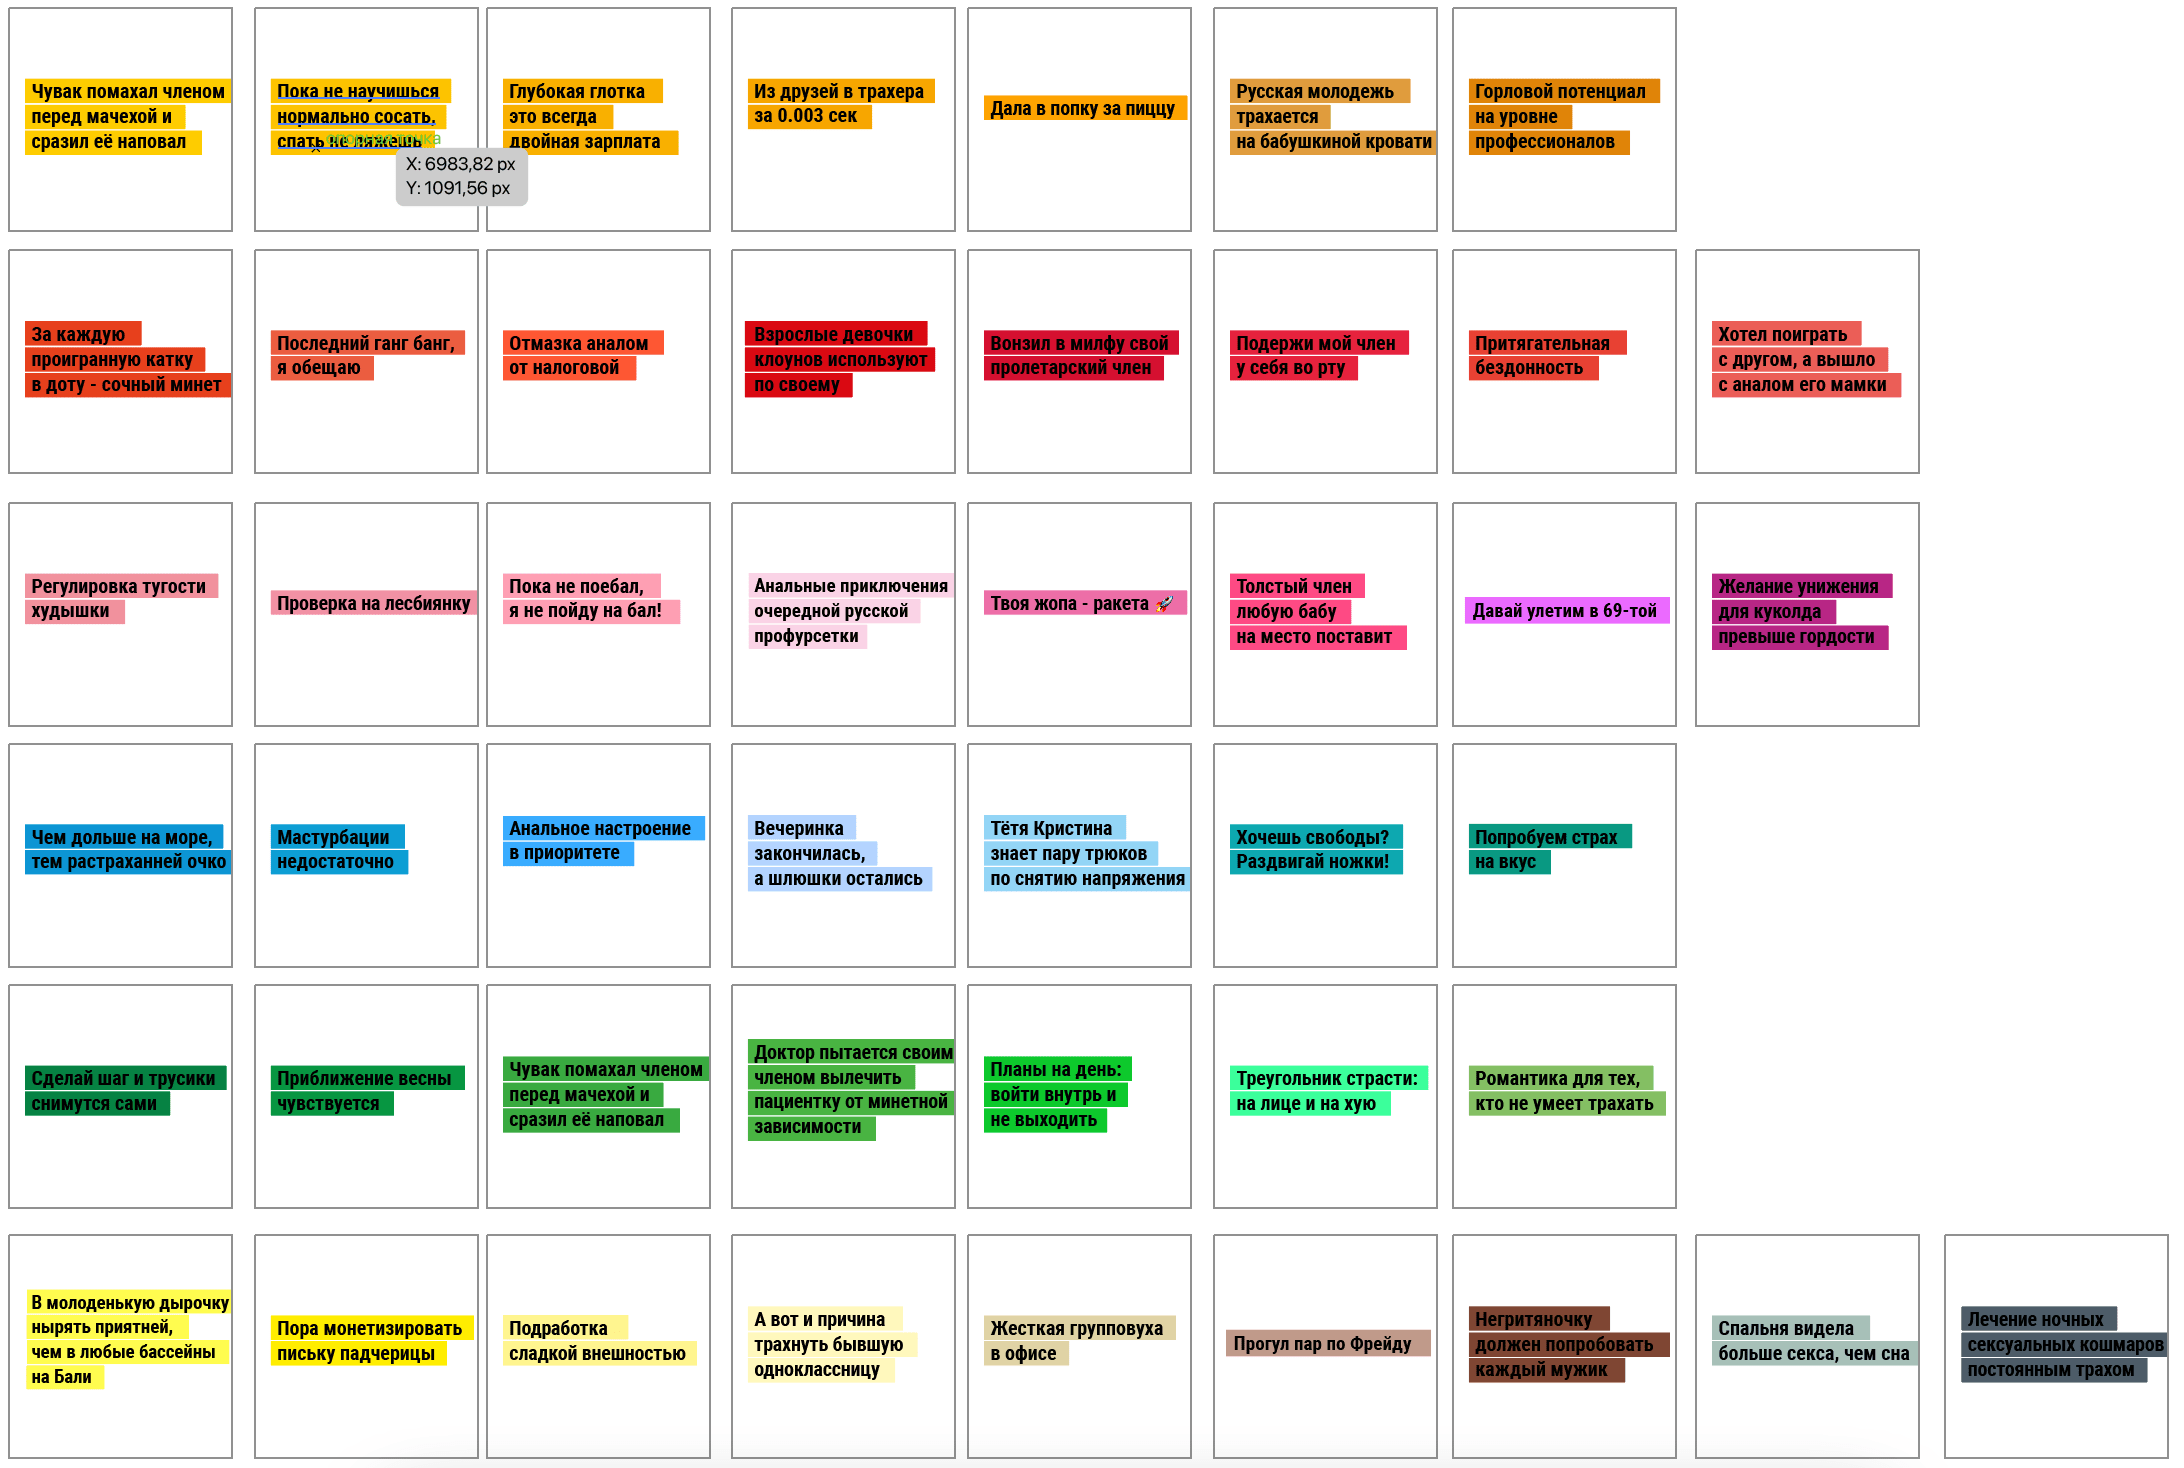 Чувак помахал членом
перед мачехой и
сразил её наповал
Пока не научишься
нормально сосать,
спать не ляжешь
опорная точка
X: 6983,82 px
Y: 1091,56 px
Глубокая глотка
это всегда
двойная зарплата
Из друзей в трахера
за 0.003 сек
Дала в попку за пиццу
Русская молодежь
трахается
на бабушкиной кровати
Горловой потенциал
на уровне
профессионалов
За каждую
проигранную катку
в доту - сочный минет
Последний ганг банг,
я обещаю
Отмазка аналом
от налоговой
Взрослые девочки
клоунов используют
по своему
Вонзил в милфу свой
пролетарский член
Подержи мой член
у себя во рту
Притягательная
бездонность
Хотел поиграть
с другом, а вышло
с аналом его мамки
Регулировка тугости
худышки
Проверка на лесбиянку
Пока не поебал,
я не пойду на бал!
Анальные приключения
очередной русской
профурсетки
Твоя жопа - ракета 🚀
Толстый член
любую бабу
на место поставит
Давай улетим в 69-той
Желание унижения
для куколда
превыше гордости
Чем дольше на море,
тем растраханней очко
Мастурбации
недостаточно
Анальное настроение
в приоритете
Вечеринка
закончилась,
а шлюшки остались
Тётя Кристина
знает пару трюков
по снятию напряжения
Хочешь свободы?
Раздвигай ножки!
Попробуем страх
на вкус
Сделай шаг и трусики
снимутся сами
Приближение весны
чувствуется
Чувак помахал членом
перед мачехой и
сразил её наповал
Доктор пытается своим
членом вылечить
пациентку от минетной
зависимости
Планы на день:
войти внутрь и
не выходить
Треугольник страсти:
на лице и на хую
Романтика для тех,
кто не умеет трахать
В молоденькую дырочку
нырять приятней,
чем в любые бассейны
на Бали
Пора монетизировать
письку падчерицы
Подработка
сладкой внешностью
А вот и причина
трахнуть бывшую
одноклассницу
Жесткая групповуха
в офисе
Прогул пар по Фрейду
Негритяночку
должен попробовать
каждый мужик
Спальня видела
больше секса, чем сна
Лечение ночных
сексуальных кошмаров
постоянным трахом